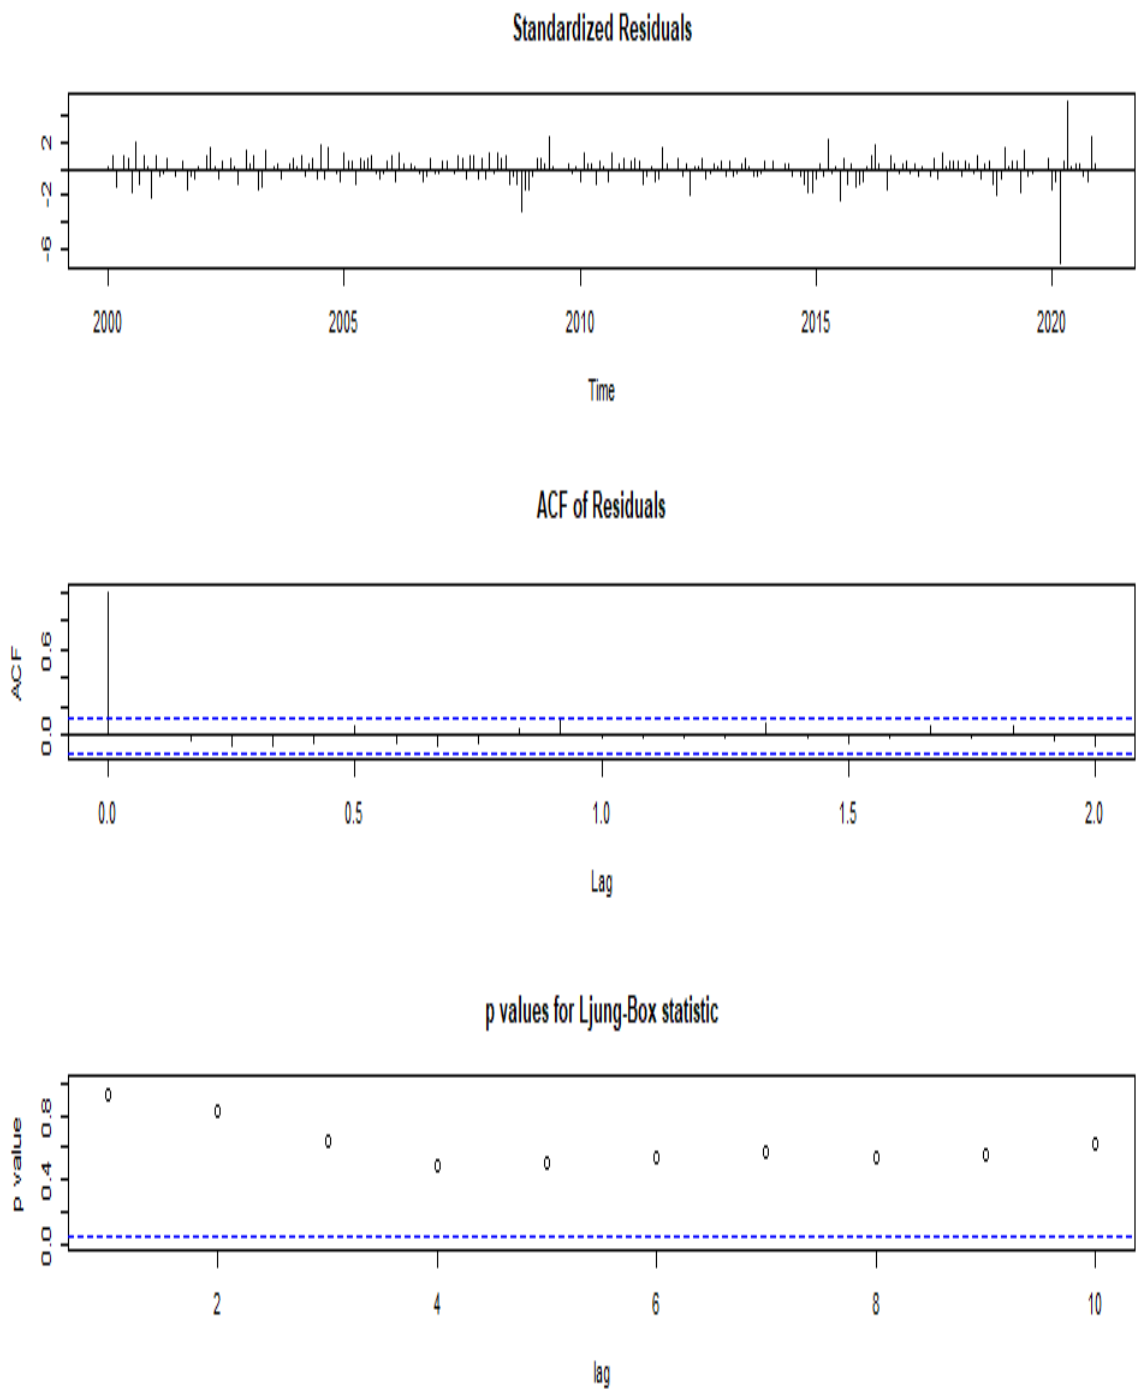 Standardized Residuals
2
-2
-6
2000 2005 2010 2015 2020
Time
ACF of Residuals
ACF
0.6
0.0
0.0 0.5 1.0 1.5 2.0
Lag
p values for Ljung-Box statistic
p value
0.8
0.4
0.0
2 4 6 8 10
lag